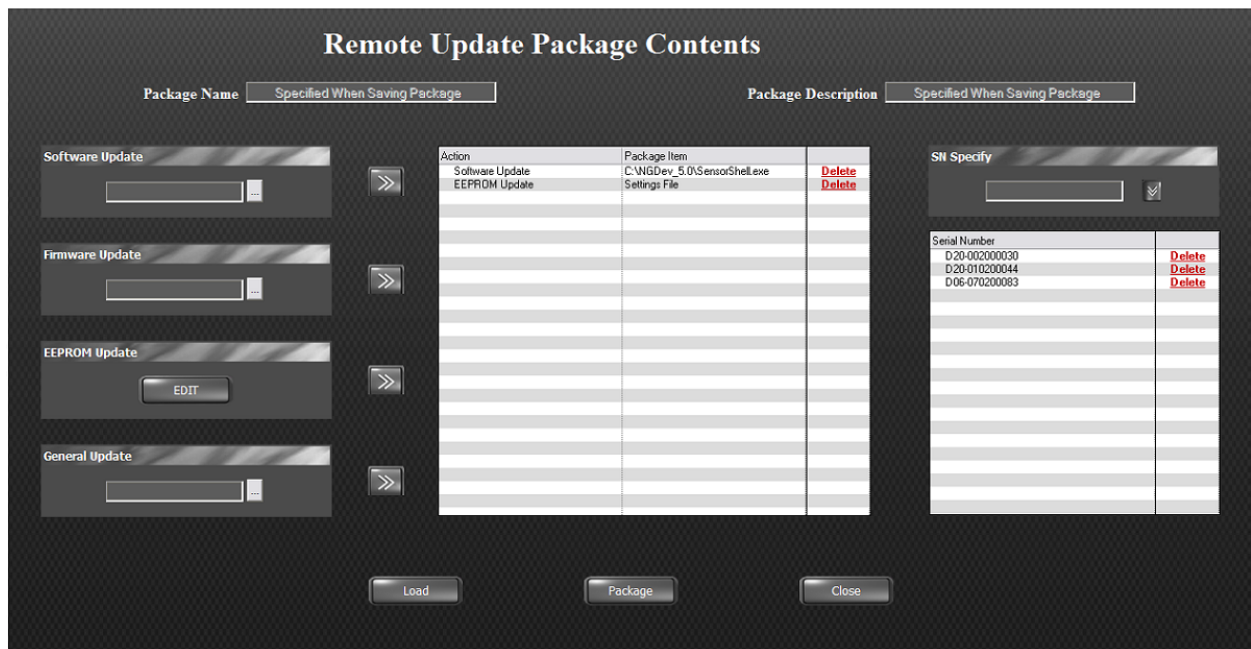 Remote Update Package Contents
Package Name Specified When Saving Package
Package Description Specified When Saving Package
Software Update
...
Firmware Update
...
EEPROM Update
EDIT
General Update
...
Action Package Item
Software Update C:\NGDev_5.0\SensorShell.exe Delete
EEPROM Update Settings File Delete
SN Specify
Serial Number
D20-002000030 Delete
D20-010200044 Delete
D06-070200083 Delete
Load
Package
Close